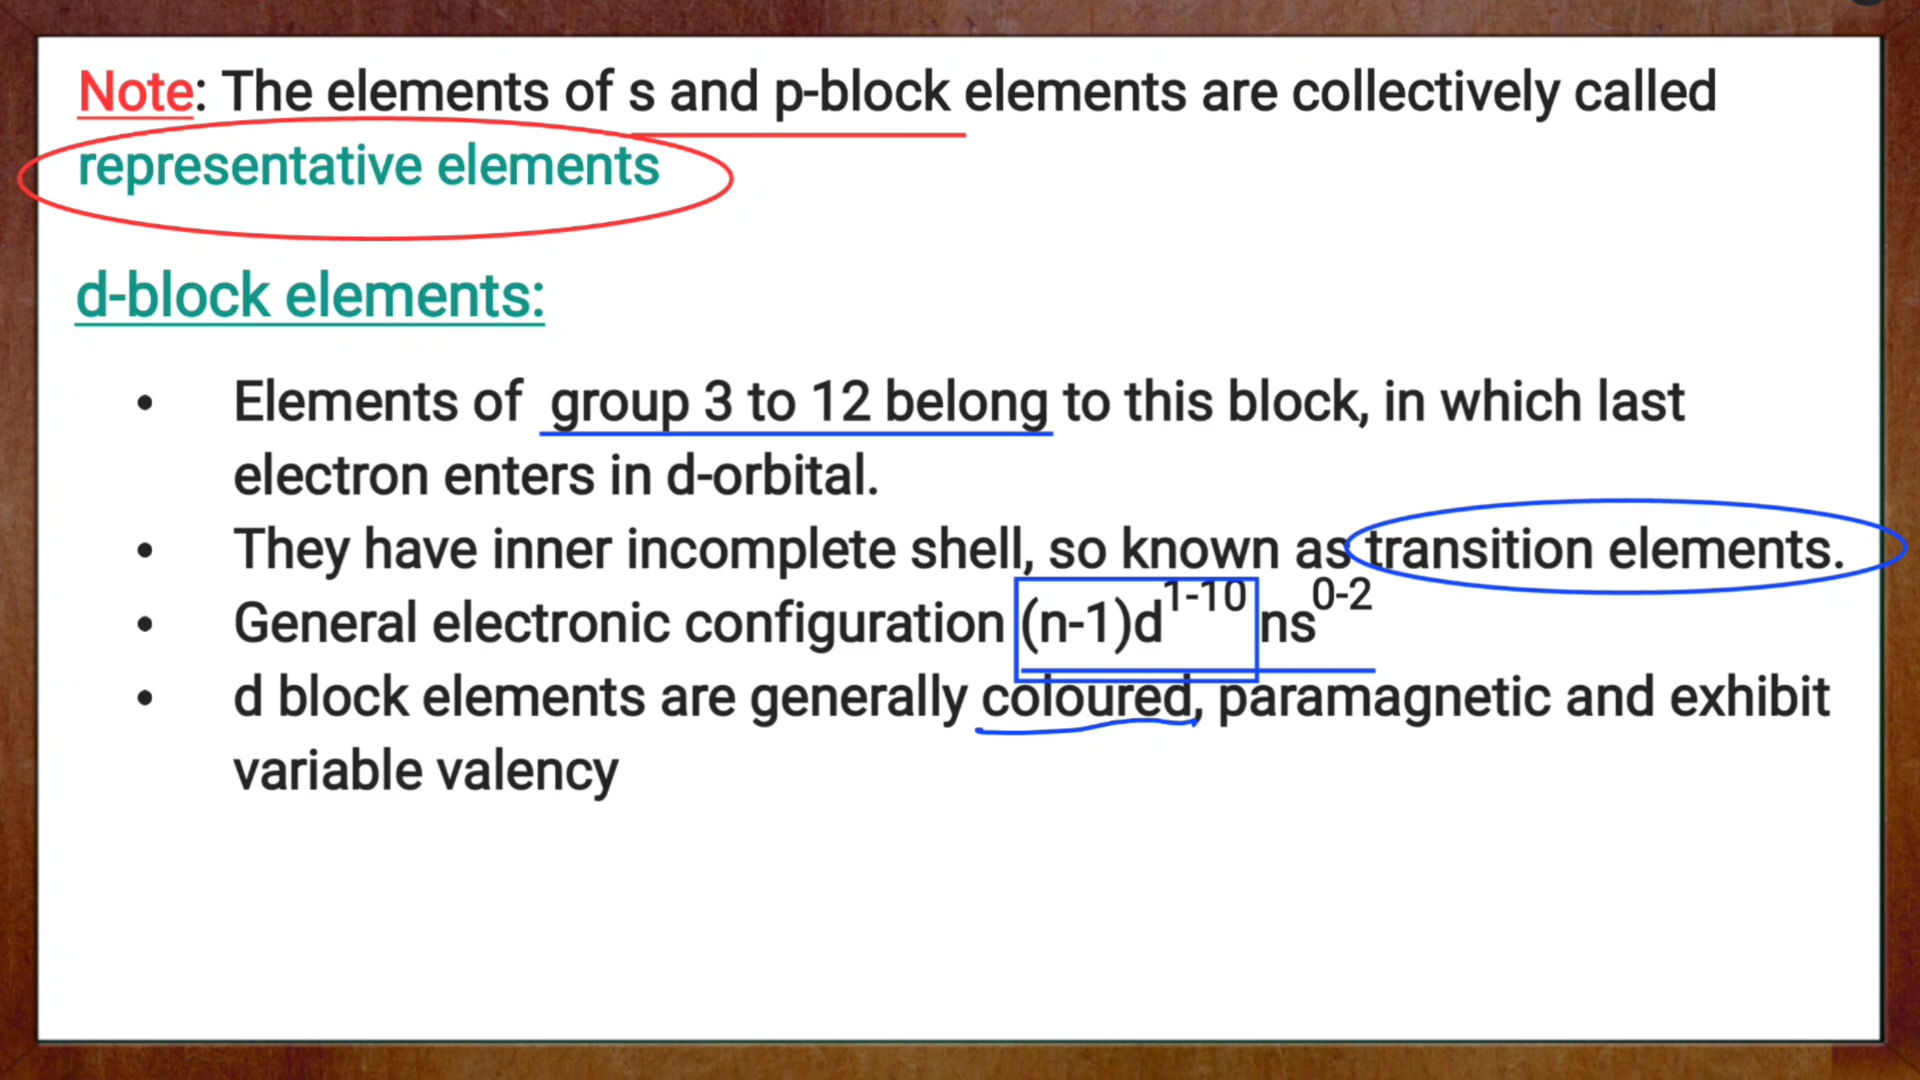 Note: The elements of s and p-block elements are collectively called
representative elements
d-block elements:
• Elements of group 3 to 12 belong to this block, in which last
electron enters in d-orbital.
• They have inner incomplete shell, so known as transition elements.
• General electronic configuration (n-1)d¹⁻¹⁰ns⁰⁻²
• d block elements are generally coloured, paramagnetic and exhibit
variable valency